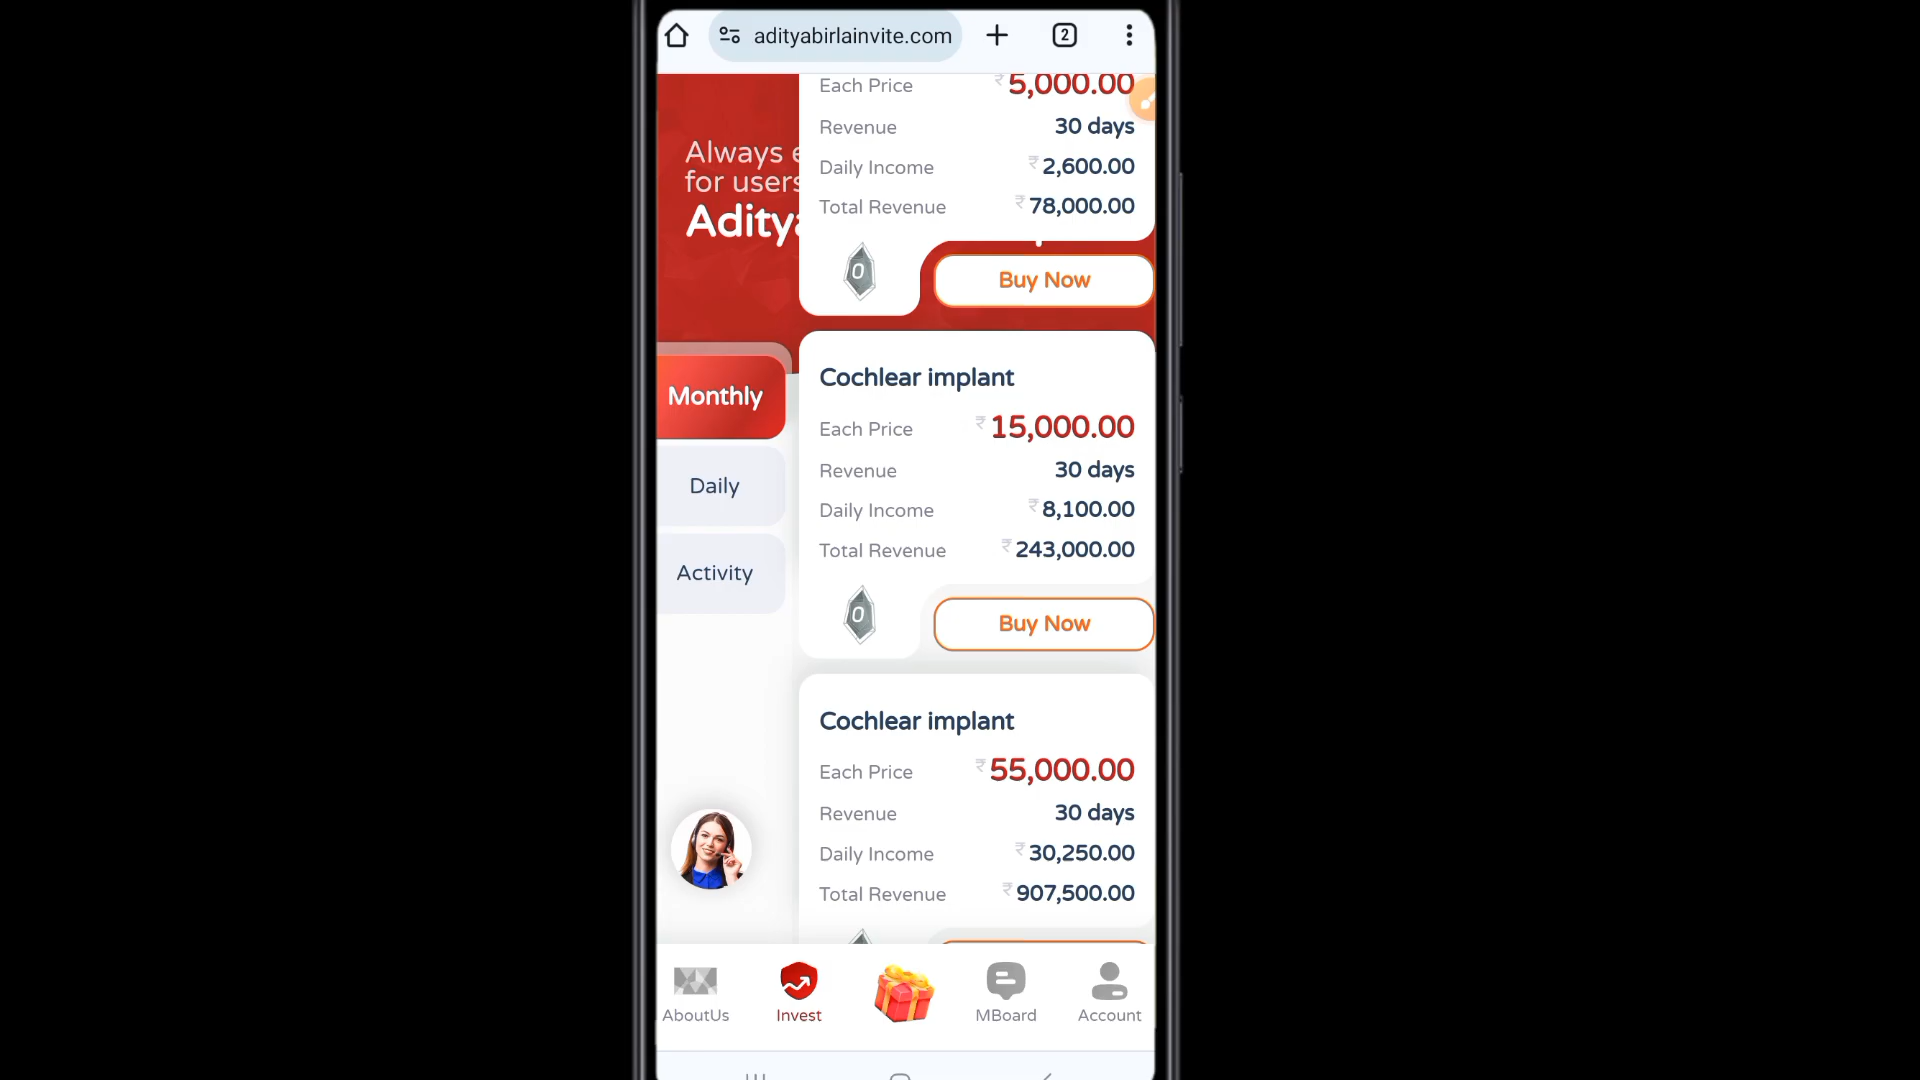 adityabirlainvite.com
2
Always e
for users
Aditya
Each Price ₹ 5,000.00
Revenue 30 days
Daily Income ₹ 2,600.00
Total Revenue ₹ 78,000.00
0
Buy Now
Monthly
Daily
Activity
Cochlear implant
Each Price ₹ 15,000.00
Revenue 30 days
Daily Income ₹ 8,100.00
Total Revenue ₹ 243,000.00
0
Buy Now
Cochlear implant
Each Price ₹ 55,000.00
Revenue 30 days
Daily Income ₹ 30,250.00
Total Revenue ₹ 907,500.00
AboutUs Invest MBoard Account